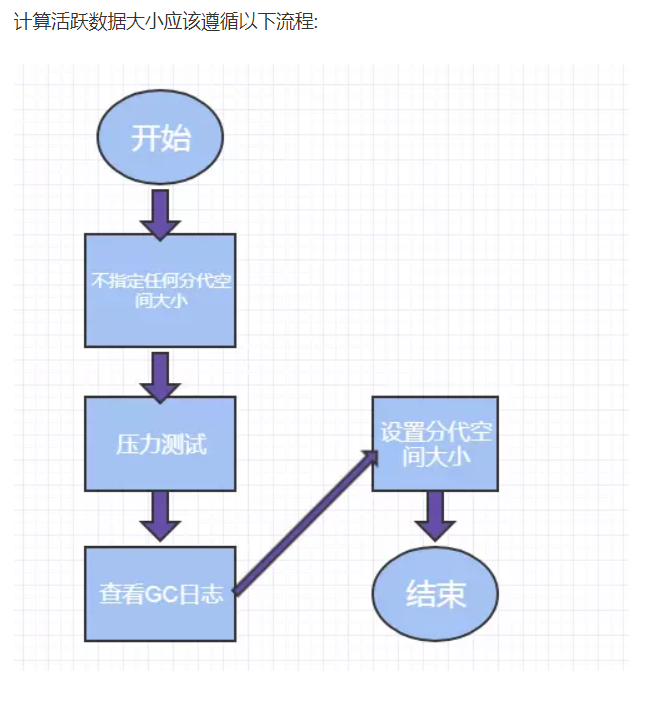 计算活跃数据大小应该遵循以下流程:
开始
不指定任何分代空
间大小
压力测试
查看GC日志
设置分代空
间大小
结束